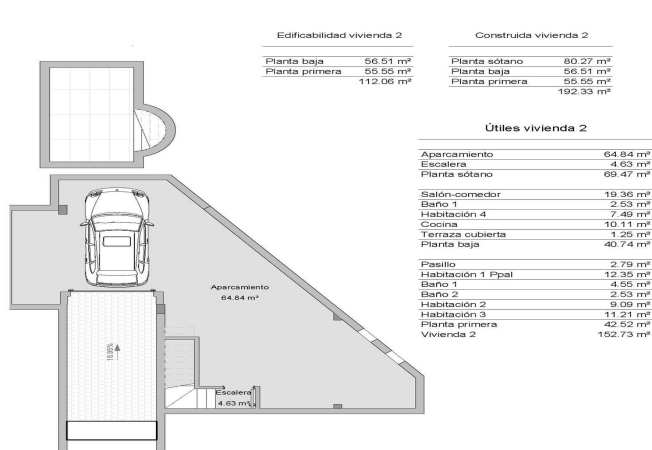 Edificabilidad vivienda 2
Planta baja 56.51 m²
Planta primera 55.55 m²
112.06 m²
Construida vivienda 2
Planta sótano 80.27 m²
Planta baja 56.51 m²
Planta primera 55.55 m²
192.33 m²
Útiles vivienda 2
Aparcamiento 64.84 m²
Escalera 4.63 m²
Planta sótano 69.47 m²
Salón-comedor 19.36 m²
Baño 1 2.53 m²
Habitación 4 7.49 m²
Cocina 10.11 m²
Terraza cubierta 1.25 m²
Planta baja 40.74 m²
Pasillo 2.79 m²
Habitación 1 Ppal 12.35 m²
Baño 1 4.55 m²
Baño 2 2.53 m²
Habitación 2 9.09 m²
Habitación 3 11.21 m²
Planta primera 42.52 m²
Vivienda 2 152.73 m²
Aparcamiento
64.84 m²
Escalera
4.63 m²